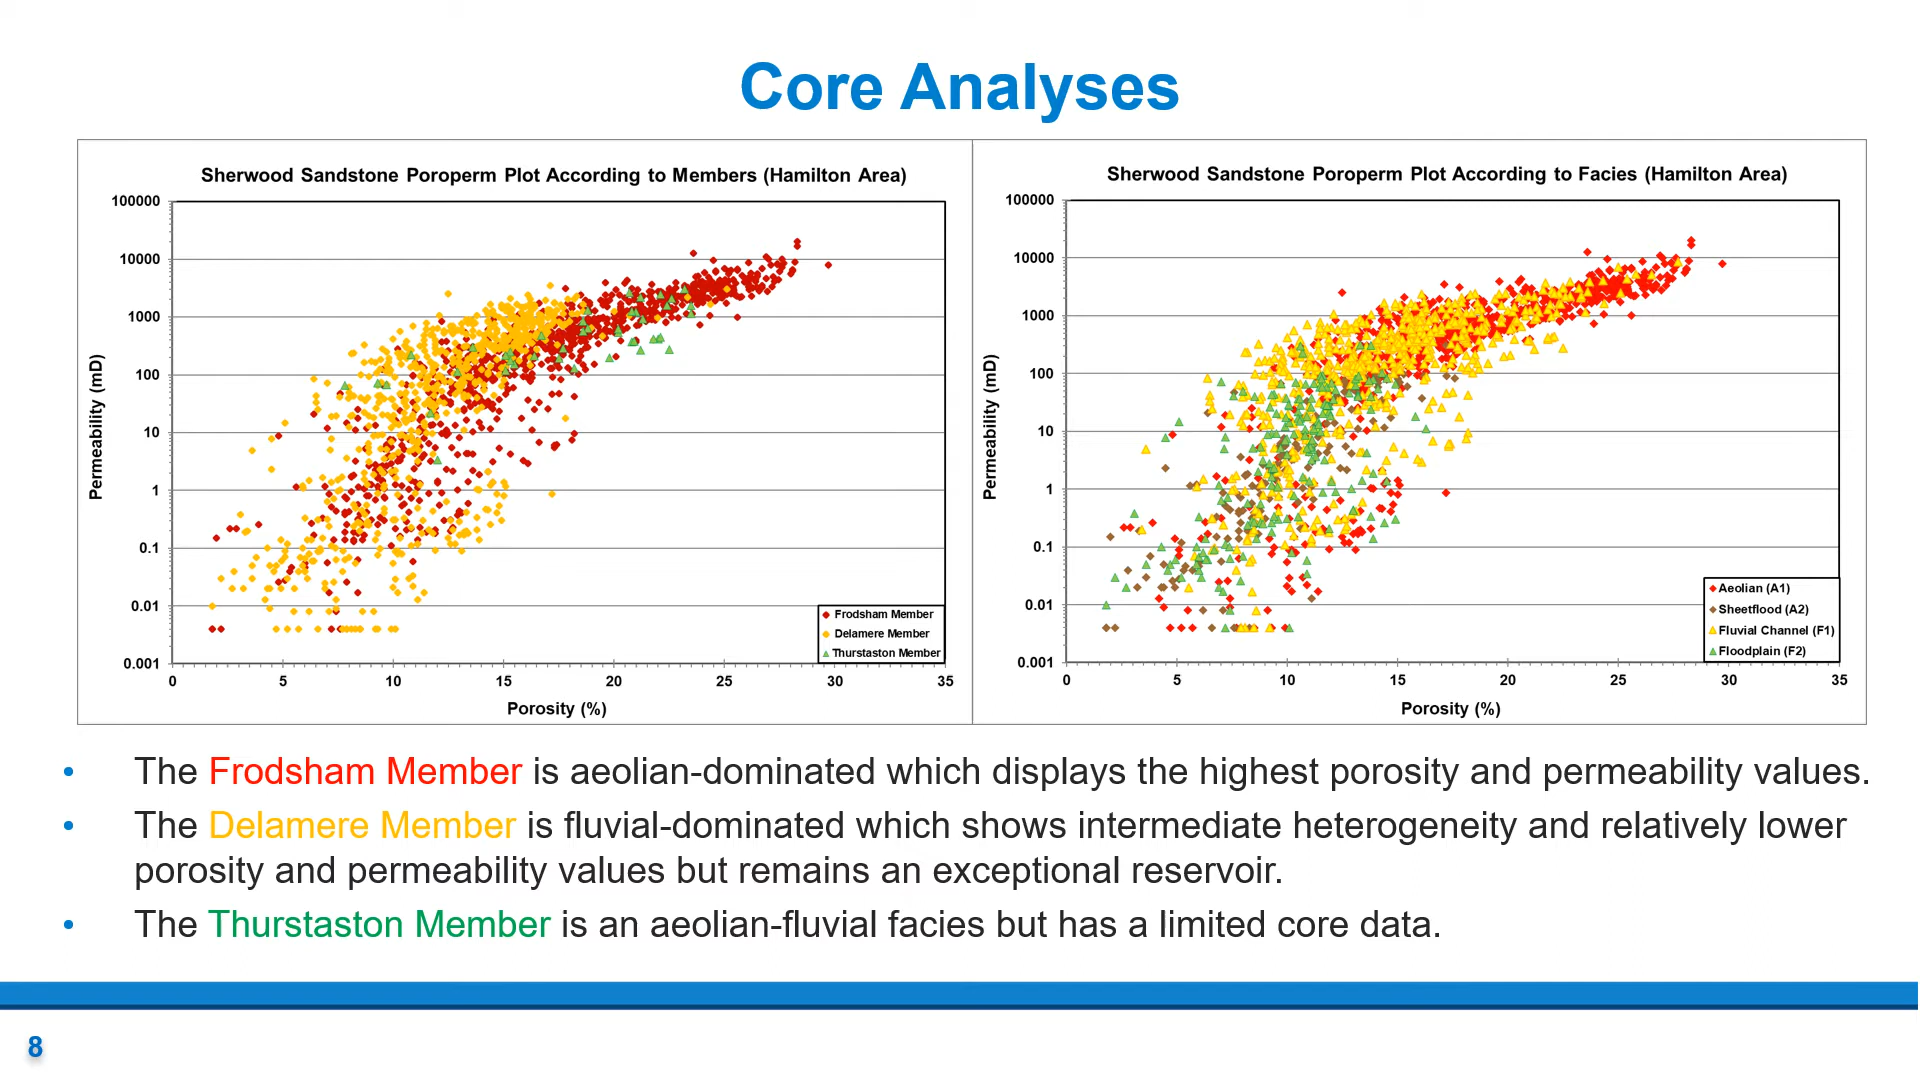 Core Analyses
Sherwood Sandstone Poroperm Plot According to Members (Hamilton Area)
100000
10000
1000
100
10
1
0.1
0.01
0.001
Permeability (mD)
0 5 10 15 20 25 30 35
Porosity (%)
Frodsham Member
Delamere Member
Thurstaston Member
Sherwood Sandstone Poroperm Plot According to Facies (Hamilton Area)
100000
10000
1000
100
10
1
0.1
0.01
0.001
Permeability (mD)
0 5 10 15 20 25 30 35
Porosity (%)
Aeolian (A1)
Sheetflood (A2)
Fluvial Channel (F1)
Floodplain (F2)
• The Frodsham Member is aeolian-dominated which displays the highest porosity and permeability values.
• The Delamere Member is fluvial-dominated which shows intermediate heterogeneity and relatively lower
porosity and permeability values but remains an exceptional reservoir.
• The Thurstaston Member is an aeolian-fluvial facies but has a limited core data.
8